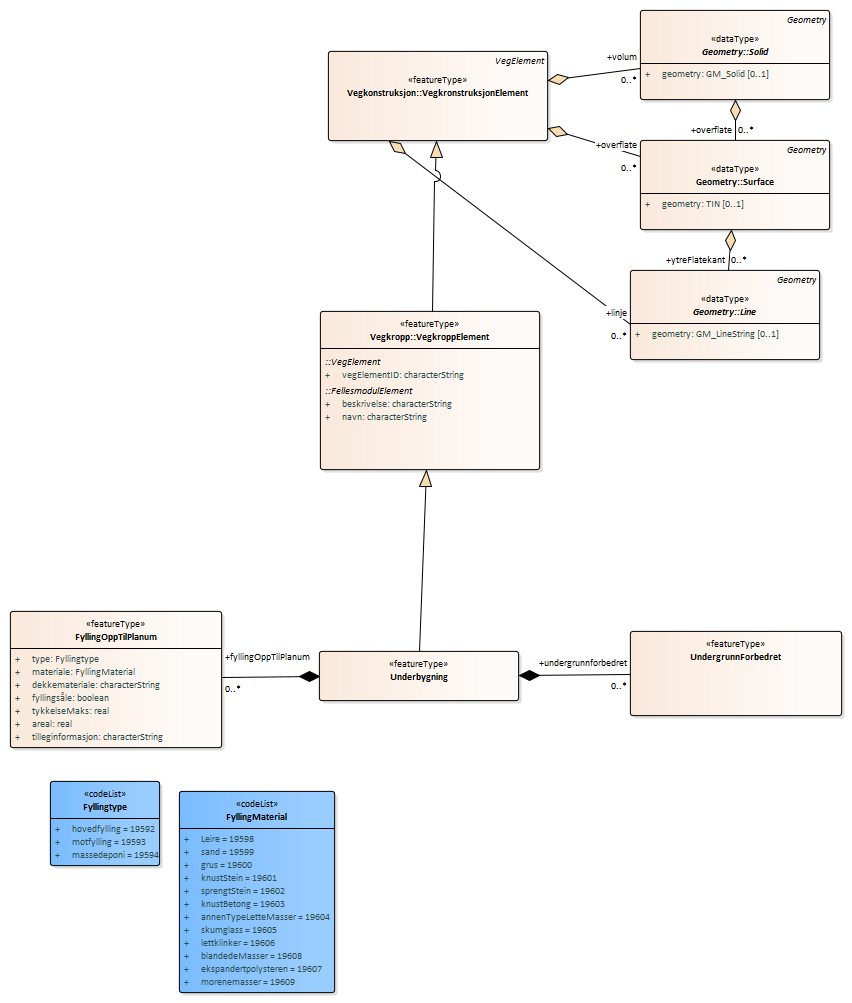 Geometry
«dataType»
Geometry::Solid
+ geometry: GM_Solid [0..1]
VegElement
«featureType»
Vegkonstruksjon::VegkronstruksjonElement
+volum
0..*
+overflate
0..*
+overflate
0..*
Geometry
«dataType»
Geometry::Surface
+ geometry: TIN [0..1]
+ytreFlatekant
0..*
Geometry
«dataType»
Geometry::Line
+ geometry: GM_LineString [0..1]
+linje
0..*
«featureType»
Vegkropp::VegkroppElement
::VegElement
+ vegElementID: characterString
::FellesmodulElement
+ beskrivelse: characterString
+ navn: characterString
«featureType»
FyllingOppTilPlanum
+ type: Fyllingtype
+ materiale: FyllingMaterial
+ dekkemateriale: characterString
+ fyllingsåle: boolean
+ tykkelseMaks: real
+ areal: real
+ tilleginformasjon: characterString
+fyllingOppTilPlanum
0..*
«featureType»
Underbygning
+undergrunnforbedret
0..*
«featureType»
UndergrunnForbedret
«codeList»
Fyllingtype
+ hovedfylling = 19592
+ motfylling = 19593
+ massedeponi = 19594
«codeList»
FyllingMaterial
+ Leire = 19598
+ sand = 19599
+ grus = 19600
+ knustStein = 19601
+ sprengtStein = 19602
+ knustBetong = 19603
+ annenTypeLetteMasser = 19604
+ skumglass = 19605
+ lettklinker = 19606
+ blandedeMasser = 19608
+ ekspandertpolysteren = 19607
+ morenemasser = 19609